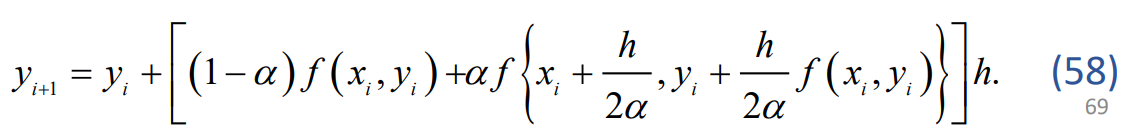 y_{i+1} = y_i + [(1−α) f(x_i, y_i) +α f{x_i + h/2α, y_i + h/2α f(x_i, y_i)}] h. (58)
69